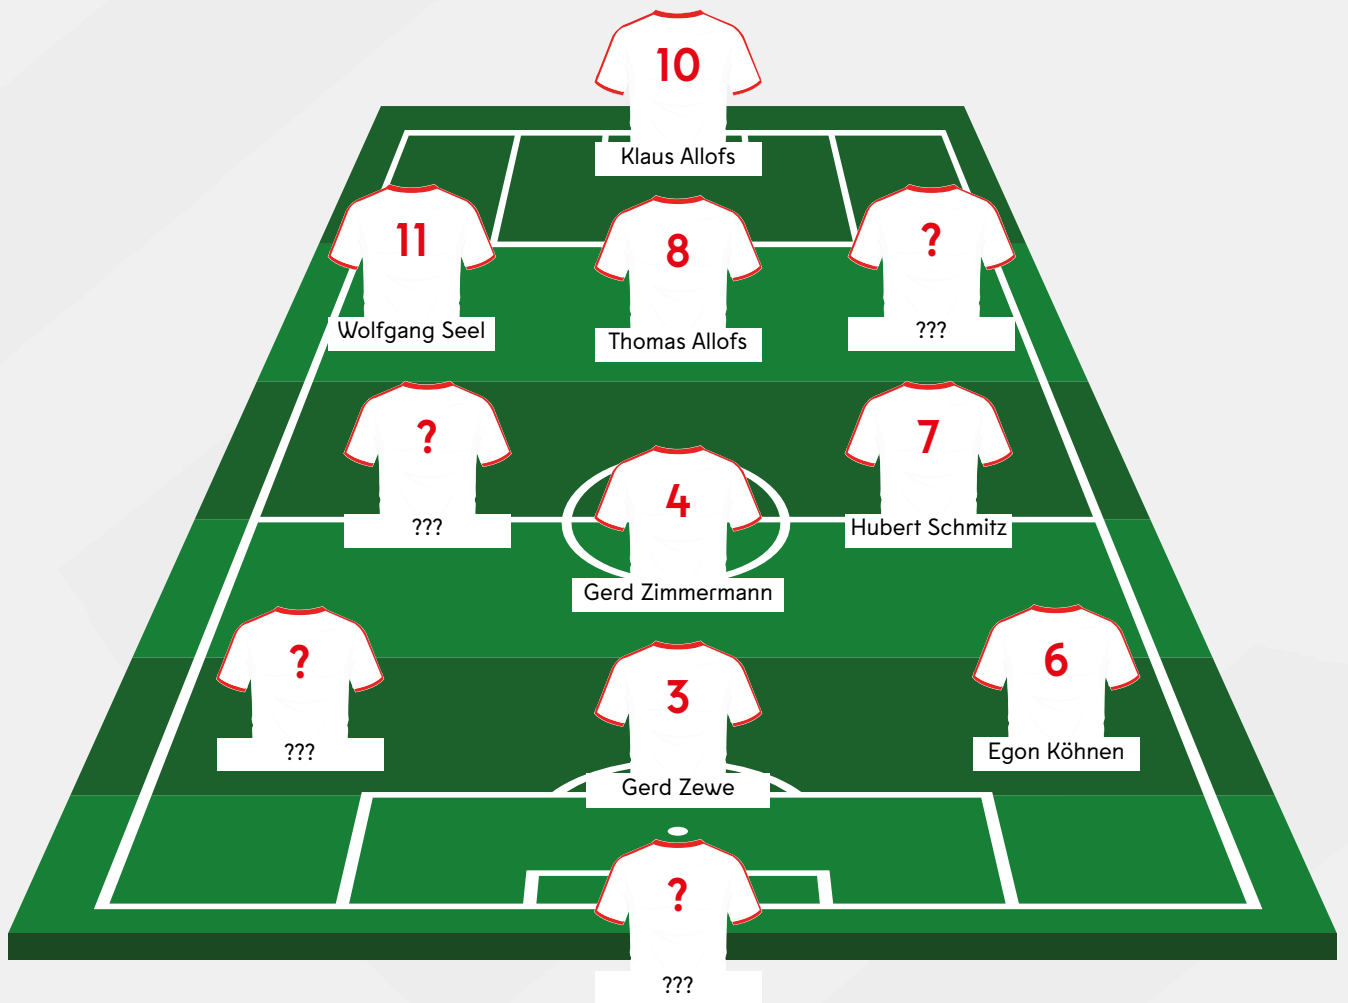 10
Klaus Allofs
11
8
?
Wolfgang Seel
Thomas Allofs
???
?
7
4
???
Hubert Schmitz
Gerd Zimmermann
?
6
3
???
Egon Köhnen
Gerd Zewe
?
???